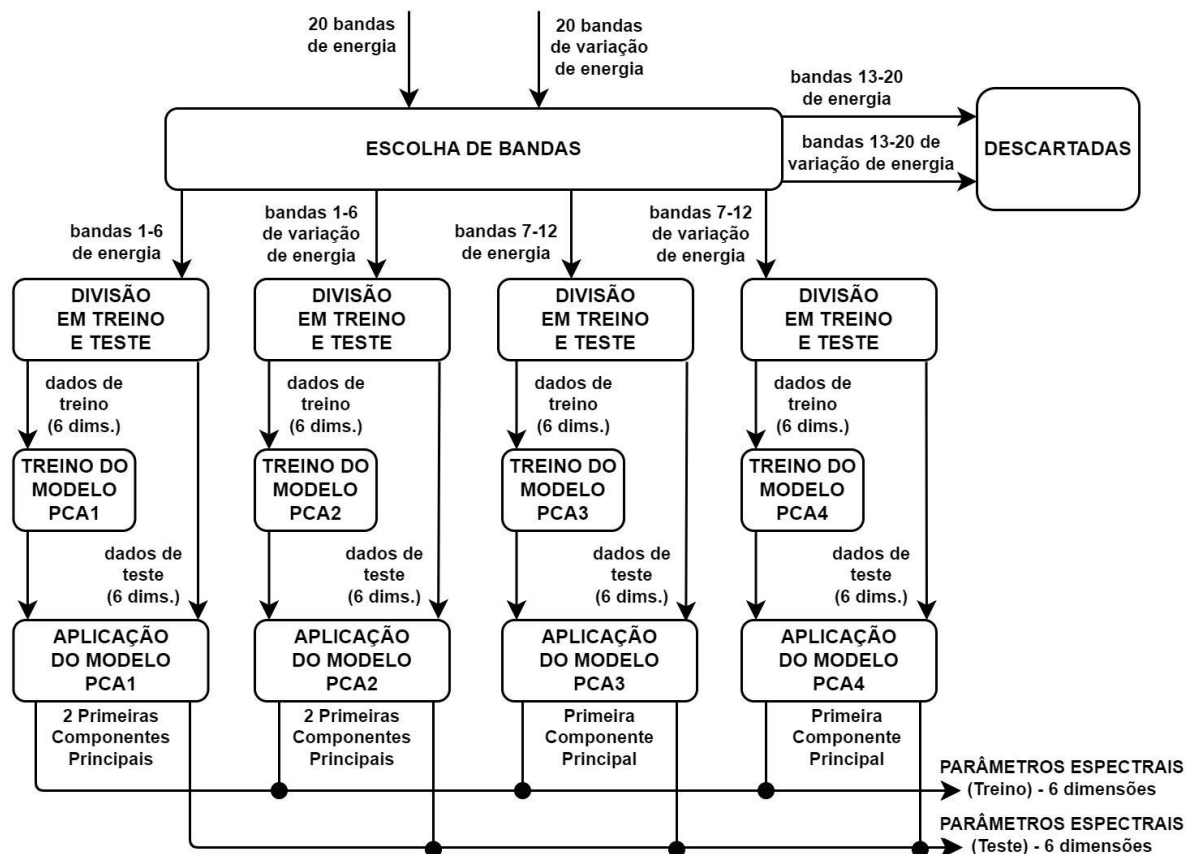 20 bandas
de energia
20 bandas
de variação
de energia
bandas 13-20
de energia
ESCOLHA DE BANDAS
bandas 13-20 de
variação de energia
DESCARTADAS
bandas 1-6
de energia
bandas 1-6
de variação
de energia
bandas 7-12
de energia
bandas 7-12
de variação
de energia
DIVISÃO
EM TREINO
E TESTE
DIVISÃO
EM TREINO
E TESTE
DIVISÃO
EM TREINO
E TESTE
DIVISÃO
EM TREINO
E TESTE
dados de
treino
(6 dims.)
dados de
treino
(6 dims.)
dados de
treino
(6 dims.)
dados de
treino
(6 dims.)
TREINO DO
MODELO
PCA1
TREINO DO
MODELO
PCA2
TREINO DO
MODELO
PCA3
TREINO DO
MODELO
PCA4
dados de
teste
(6 dims.)
dados de
teste
(6 dims.)
dados de
teste
(6 dims.)
dados de
teste
(6 dims.)
APLICAÇÃO
DO MODELO
PCA1
APLICAÇÃO
DO MODELO
PCA2
APLICAÇÃO
DO MODELO
PCA3
APLICAÇÃO
DO MODELO
PCA4
2 Primeiras
Componentes
Principais
2 Primeiras
Componentes
Principais
Primeira
Componente
Principal
Primeira
Componente
Principal
PARÂMETROS ESPECTRAIS
(Treino) - 6 dimensões
PARÂMETROS ESPECTRAIS
(Teste) - 6 dimensões